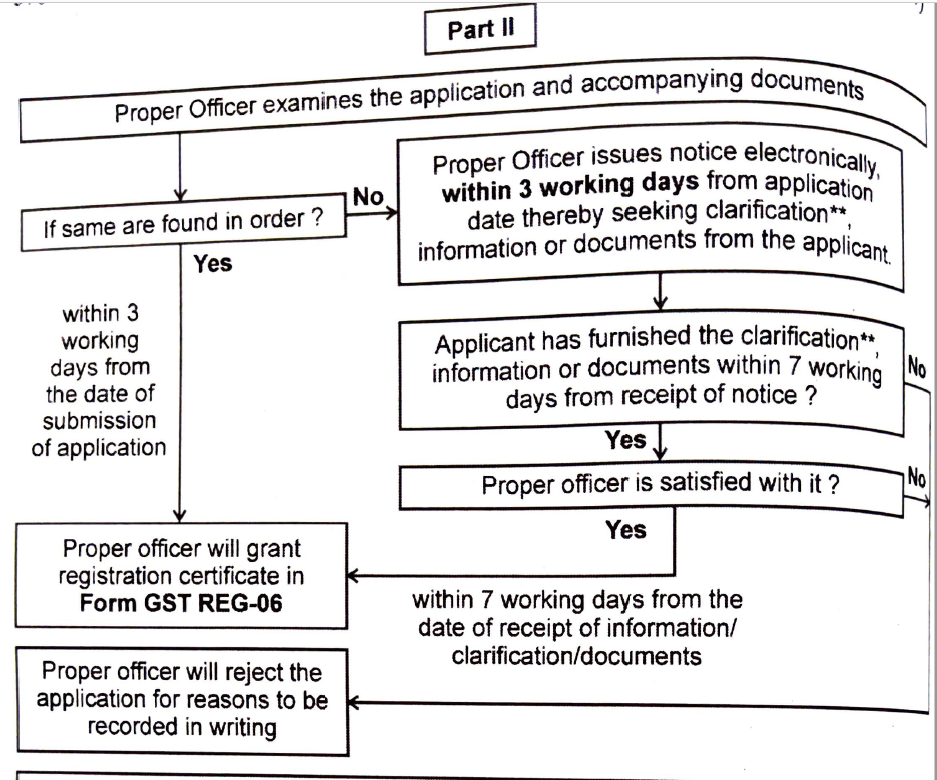 Part II
Proper Officer examines the application and accompanying documents
If same are found in order ?
No
Proper Officer issues notice electronically,
within 3 working days from application
date thereby seeking clarification**,
information or documents from the applicant.
Yes
within 3
working
days from
the date of
submission
of application
Applicant has furnished the clarification**,
information or documents within 7 working
days from receipt of notice ?
No
Yes
Proper officer is satisfied with it ?
No
Yes
Proper officer will grant
registration certificate in
Form GST REG-06
within 7 working days from the
date of receipt of information/
clarification/documents
Proper officer will reject the
application for reasons to be
recorded in writing